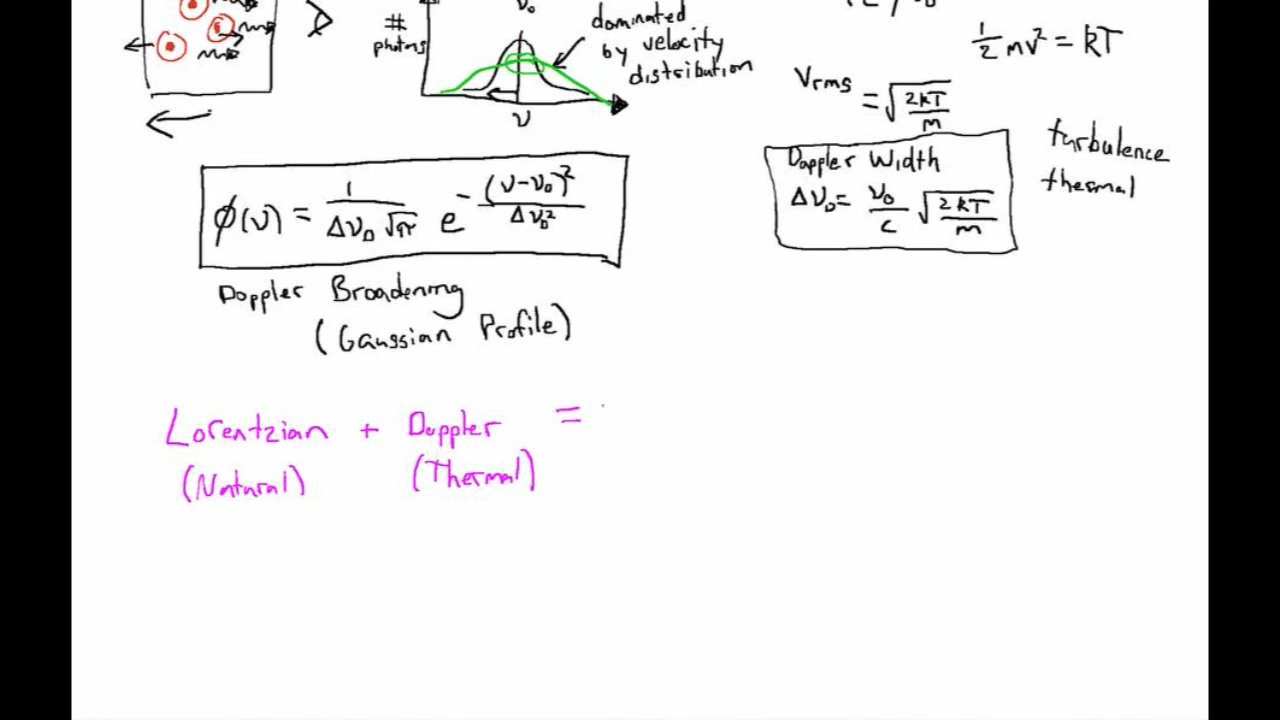 # photons
ν₀
ν
dominated
by velocity
distribution
½mv² = kT
Vrms = √(2kT/m)
Doppler Width
Δν_D = ν₀/c √(2kT/m)
turbulence
thermal
ϕ(ν) = 1/(Δν_D √π) e^(-(ν-ν₀)²/Δν_D²)
Doppler Broadening
(Gaussian Profile)
Lorentzian + Doppler =
(Natural) (Thermal)